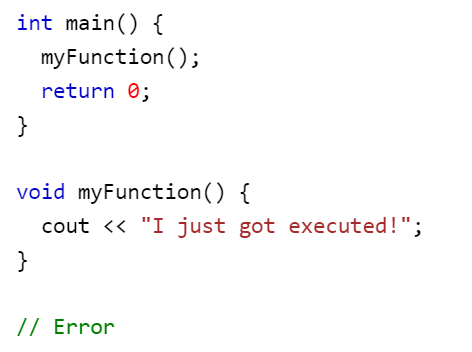 int main() {
  myFunction();
  return 0;
}

void myFunction() {
  cout << "I just got executed!";
}

// Error